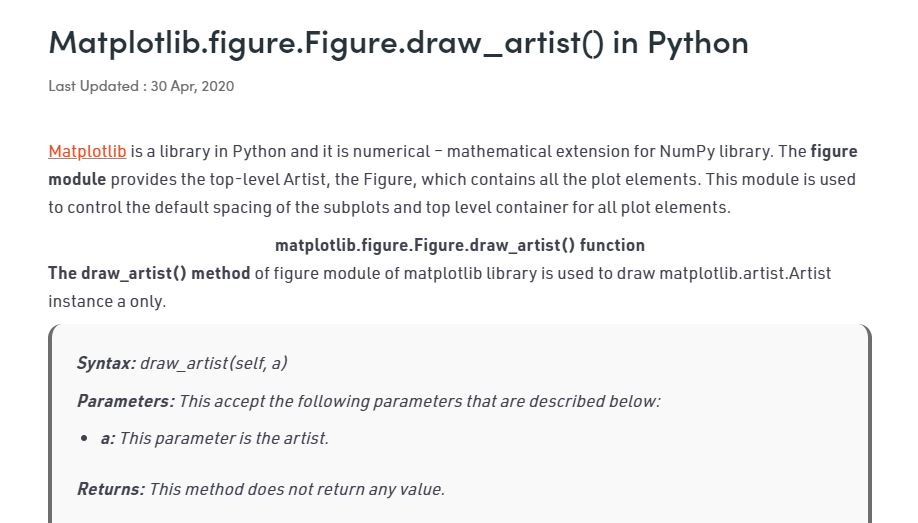 Matplotlib.figure.Figure.draw_artist() in Python
Last Updated : 30 Apr, 2020
Matplotlib is a library in Python and it is numerical – mathematical extension for NumPy library. The figure
module provides the top-level Artist, the Figure, which contains all the plot elements. This module is used
to control the default spacing of the subplots and top level container for all plot elements.
matplotlib.figure.Figure.draw_artist() function
The draw_artist() method of figure module of matplotlib library is used to draw matplotlib.artist.Artist
instance a only.
Syntax: draw_artist(self, a)
Parameters: This accept the following parameters that are described below:
• a: This parameter is the artist.
Returns: This method does not return any value.